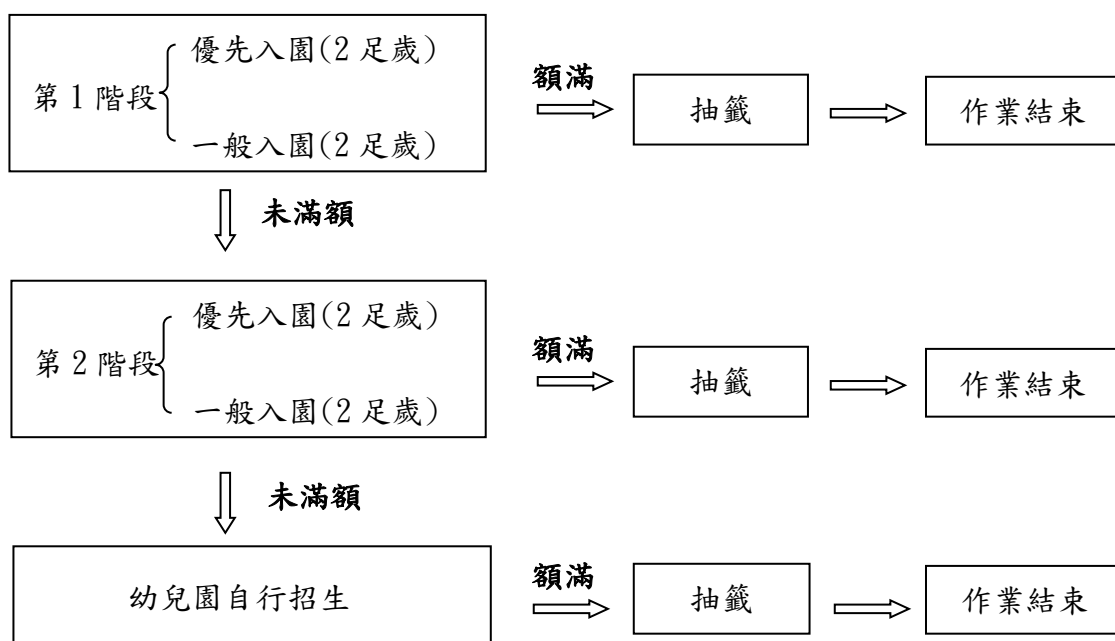 優先入園(2 足歲)
第 1 階段
一般入園(2 足歲)
額滿
抽籤
作業結束
未滿額
優先入園(2 足歲)
第 2 階段
一般入園(2 足歲)
額滿
抽籤
作業結束
未滿額
幼兒園自行招生
額滿
抽籤
作業結束